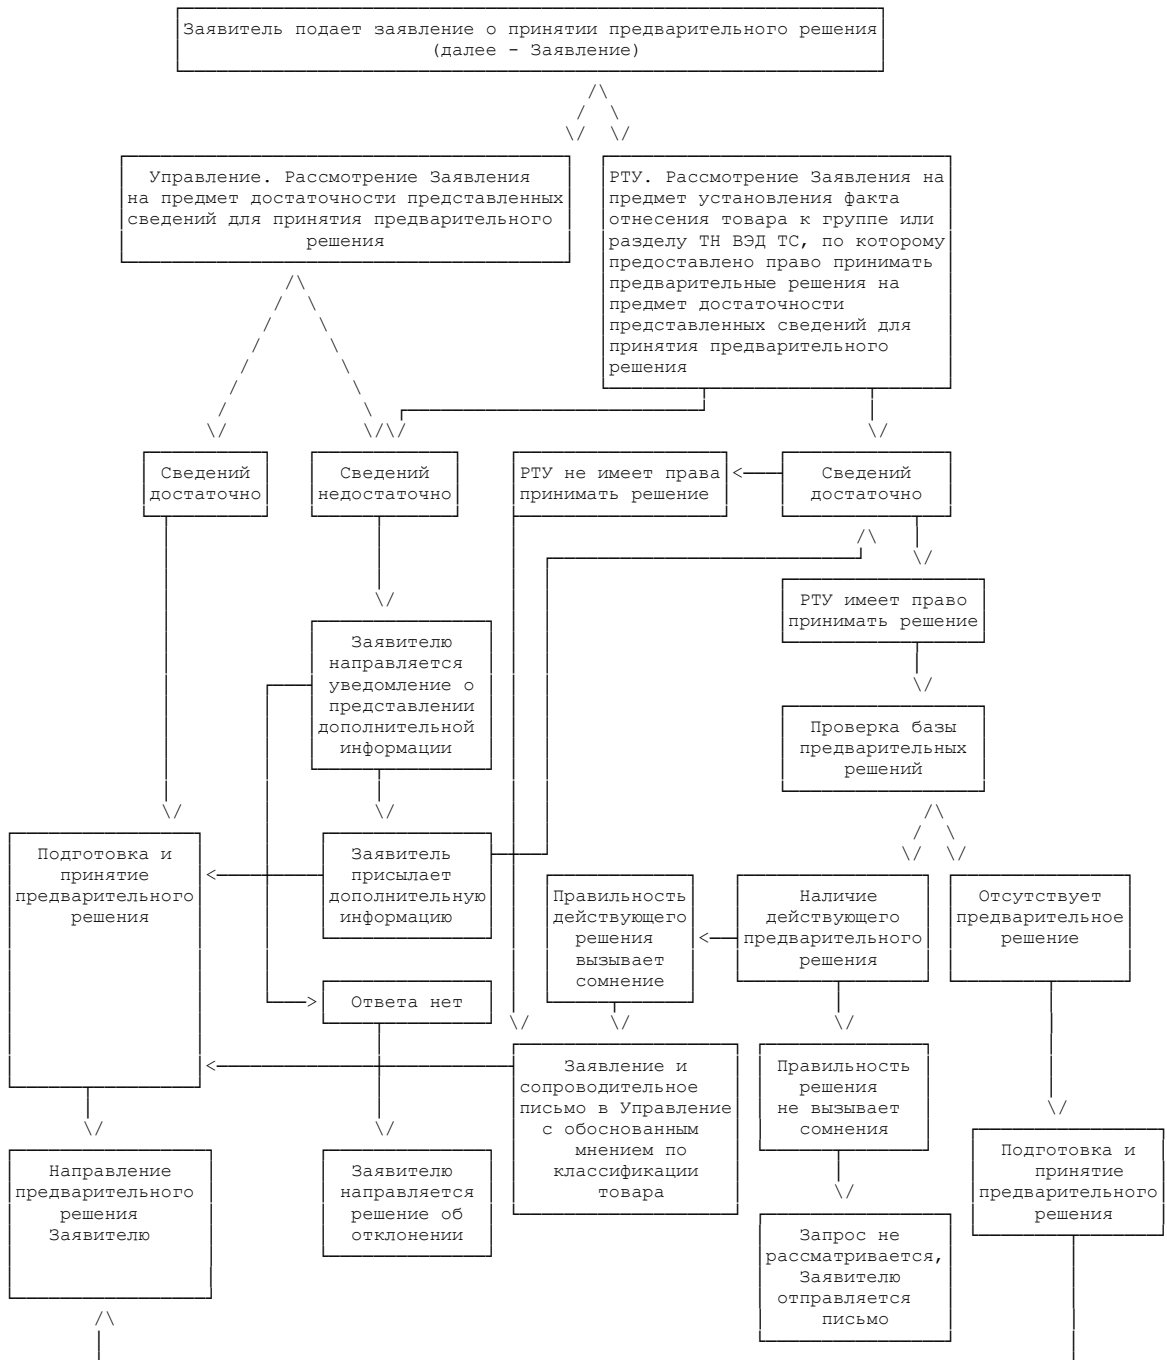 Заявитель подает заявление о принятии предварительного решения
(далее - Заявление)
Управление. Рассмотрение Заявления
на предмет достаточности представленных
сведений для принятия предварительного
решения
РТУ. Рассмотрение Заявления на
предмет установления факта
отнесения товара к группе или
разделу ТН ВЭД ТС, по которому
предоставлено право принимать
предварительные решения на
предмет достаточности
представленных сведений для
принятия предварительного
решения
Сведений
достаточно
Сведений
недостаточно
РТУ не имеет права
принимать решение
Сведений
достаточно
РТУ имеет право
принимать решение
Заявителю
направляется
уведомление о
представлении
дополнительной
информации
Проверка базы
предварительных
решений
Подготовка и
принятие
предварительного
решения
Заявитель
присылает
дополнительную
информацию
Правильность
действующего
решения
вызывает
сомнение
Наличие
действующего
предварительного
решения
Отсутствует
предварительное
решение
Ответа нет
Заявление и
сопроводительное
письмо в Управление
с обоснованным
мнением по
классификации
товара
Правильность
решения
не вызывает
сомнения
Направление
предварительного
решения
Заявителю
Заявителю
направляется
решение об
отклонении
Подготовка и
принятие
предварительного
решения
Запрос не
рассматривается,
Заявителю
отправляется
письмо